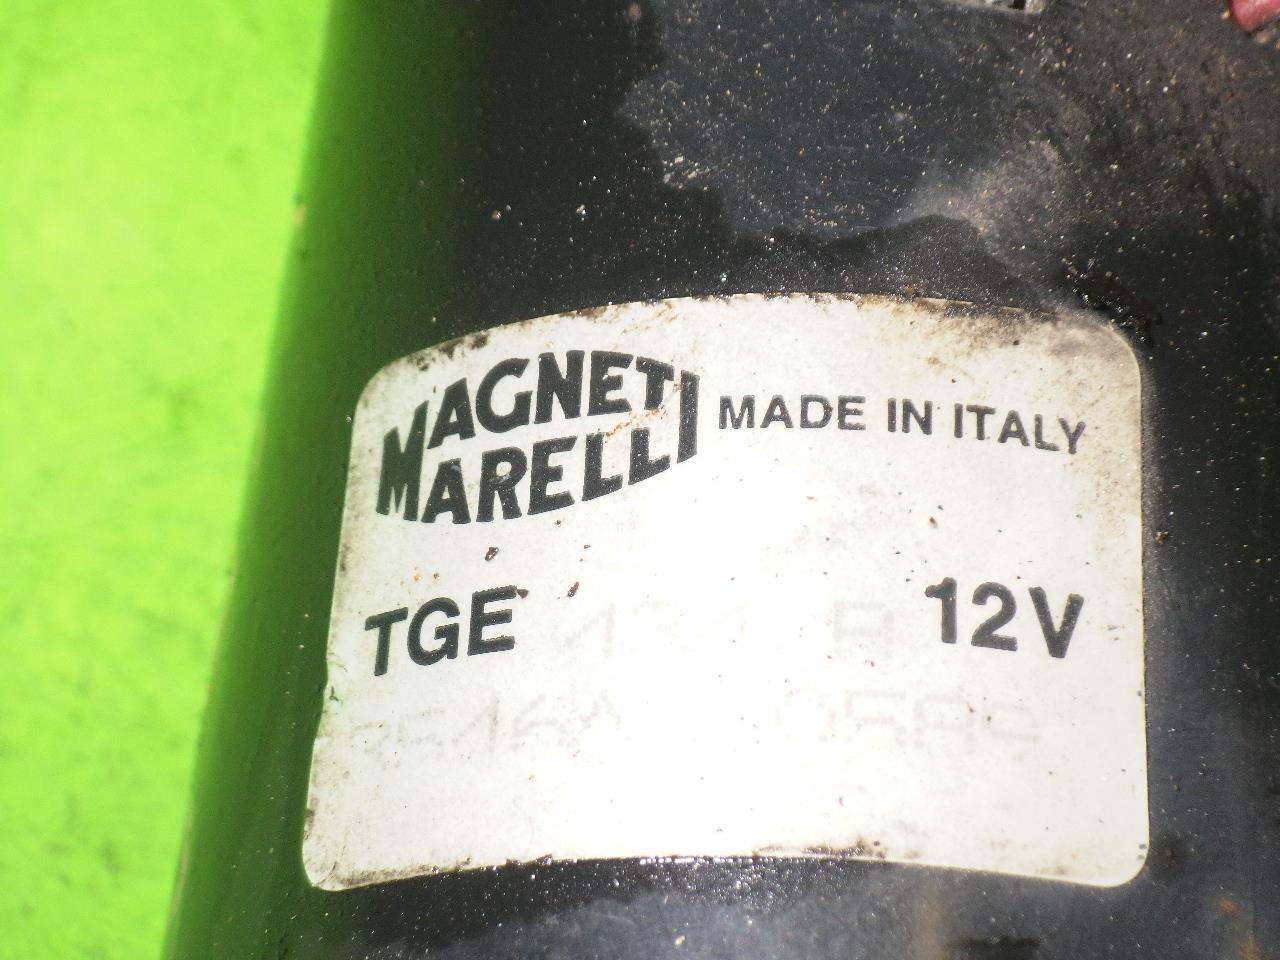 MAGNETI
MARELLI
MADE IN ITALY
TGE
12V